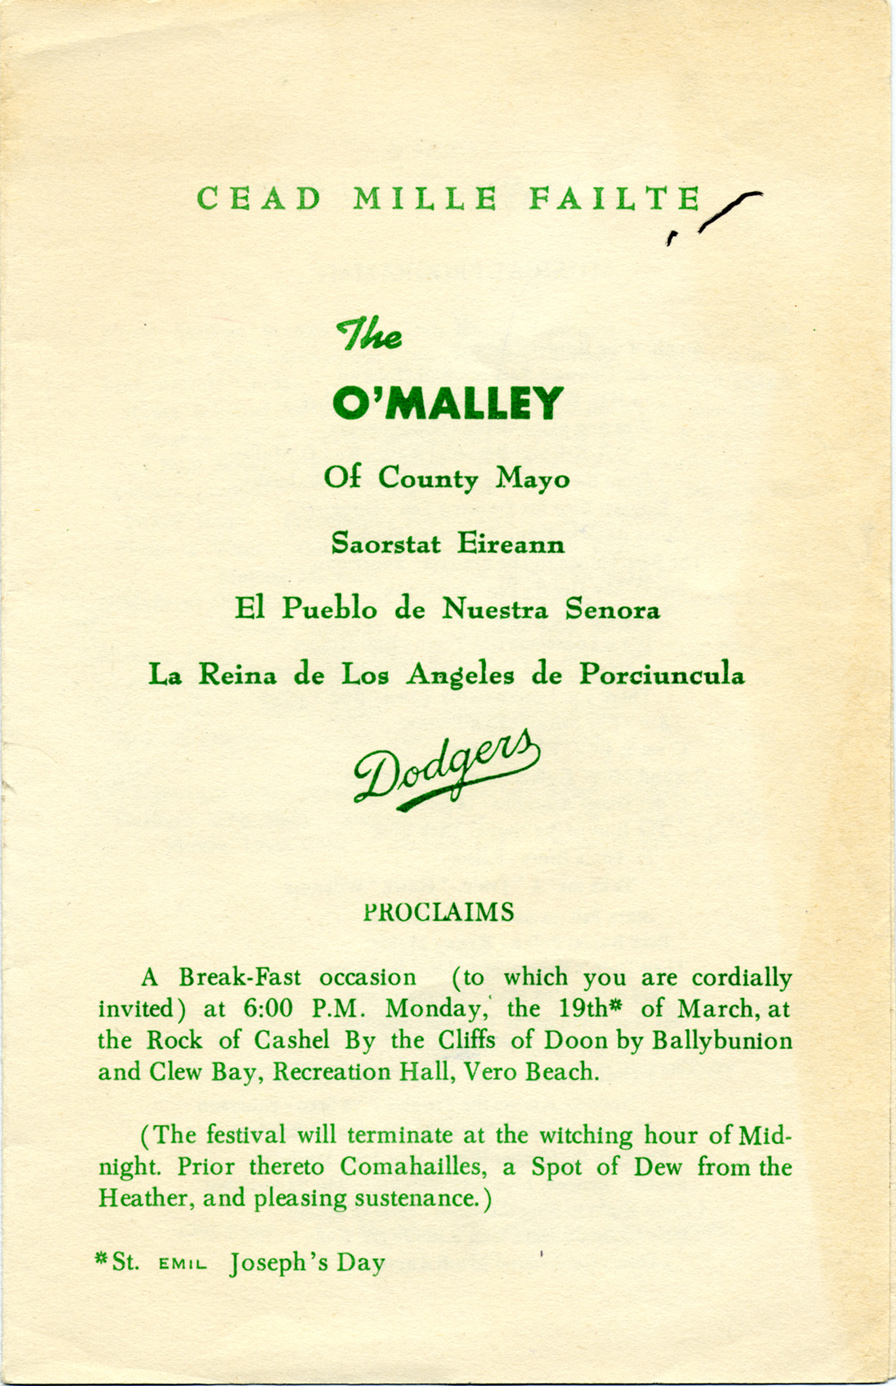 CEAD MILLE FAILTE
The
O'MALLEY
Of County Mayo
Saorstat Eireann
El Pueblo de Nuestra Senora
La Reina de Los Angeles de Porciuncula
Dodgers
PROCLAIMS
A Break-Fast occasion (to which you are cordially
invited) at 6:00 P.M. Monday, the 19th* of March, at
the Rock of Cashel By the Cliffs of Doon by Ballybunion
and Clew Bay, Recreation Hall, Vero Beach.
(The festival will terminate at the witching hour of Mid-
night. Prior thereto Comahailles, a Spot of Dew from the
Heather, and pleasing sustenance.)
*St. EMIL Joseph's Day